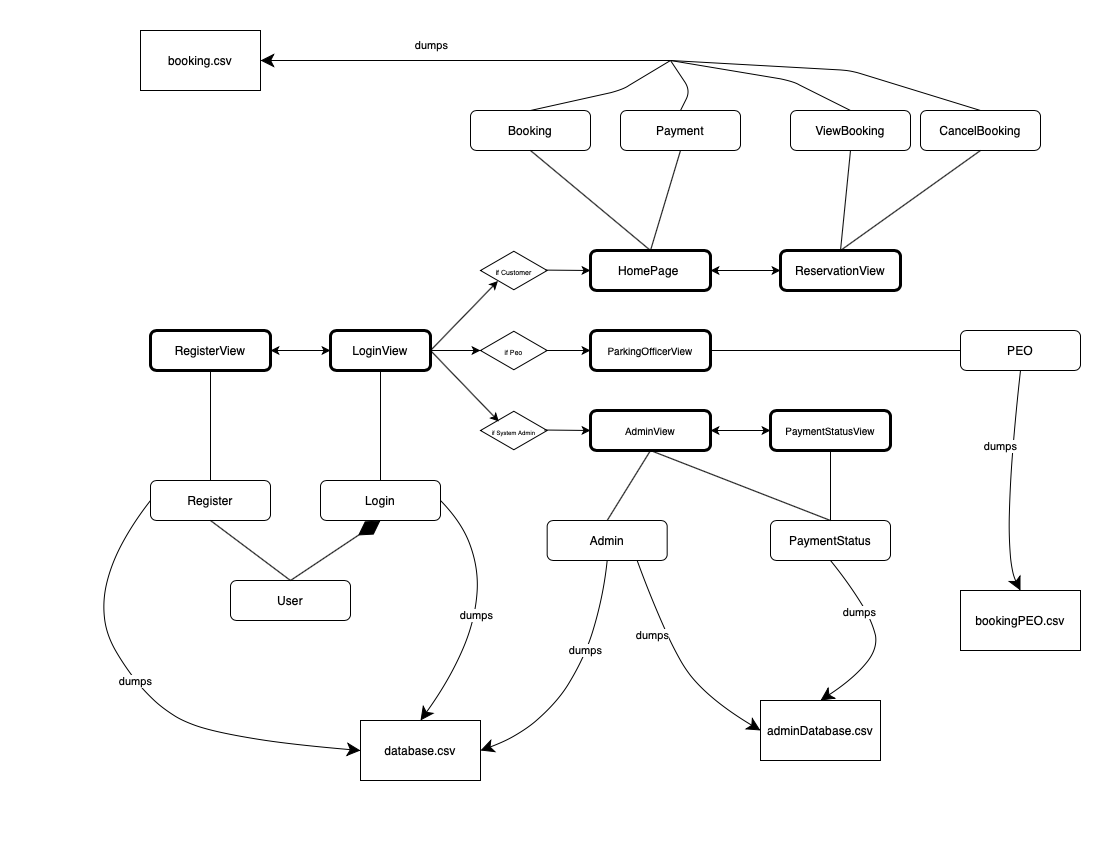 dumps
booking.csv
Booking
Payment
ViewBooking
CancelBooking
if Customer
HomePage
ReservationView
RegisterView
LoginView
if Peo
ParkingOfficerView
PEO
if System Admin
AdminView
PaymentStatusView
dumps
Register
Login
Admin
PaymentStatus
User
dumps
dumps
bookingPEO.csv
dumps
dumps
dumps
database.csv
adminDatabase.csv